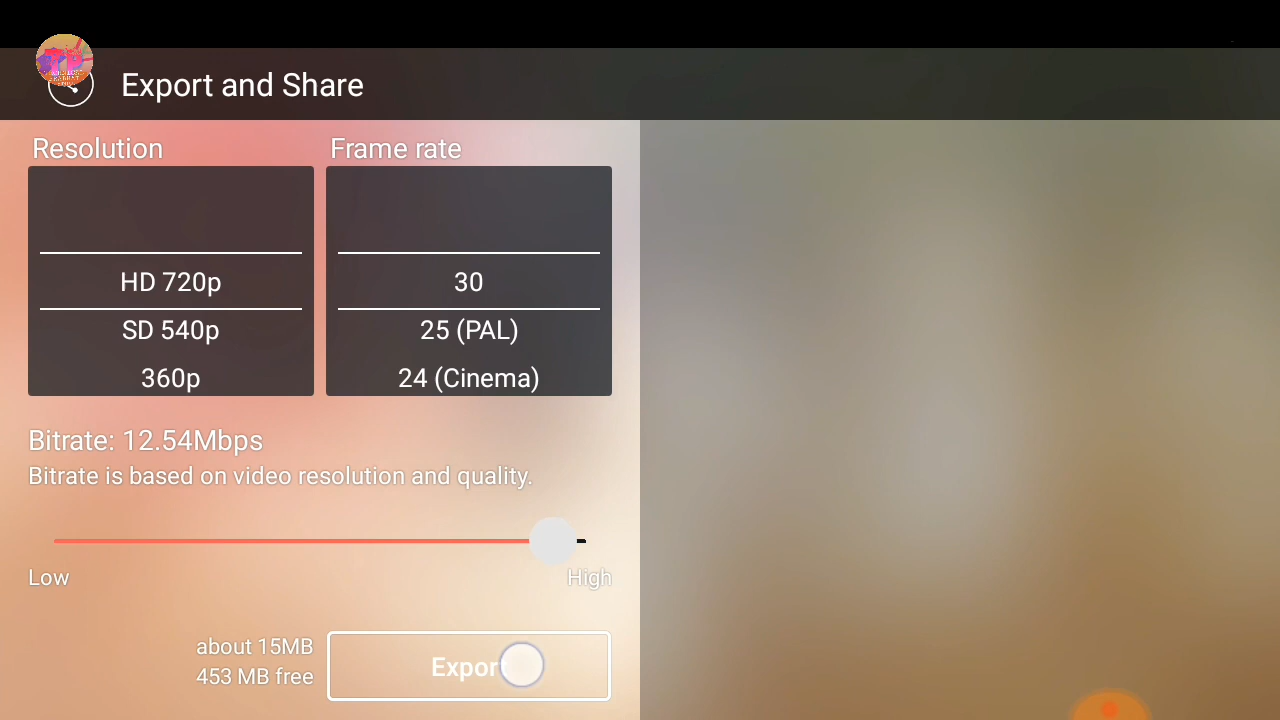 Export and Share
Resolution
Frame rate
HD 720p
30
SD 540p
25 (PAL)
360p
24 (Cinema)
Bitrate: 12.54Mbps
Bitrate is based on video resolution and quality.
Low
High
about 15MB
453 MB free
Export